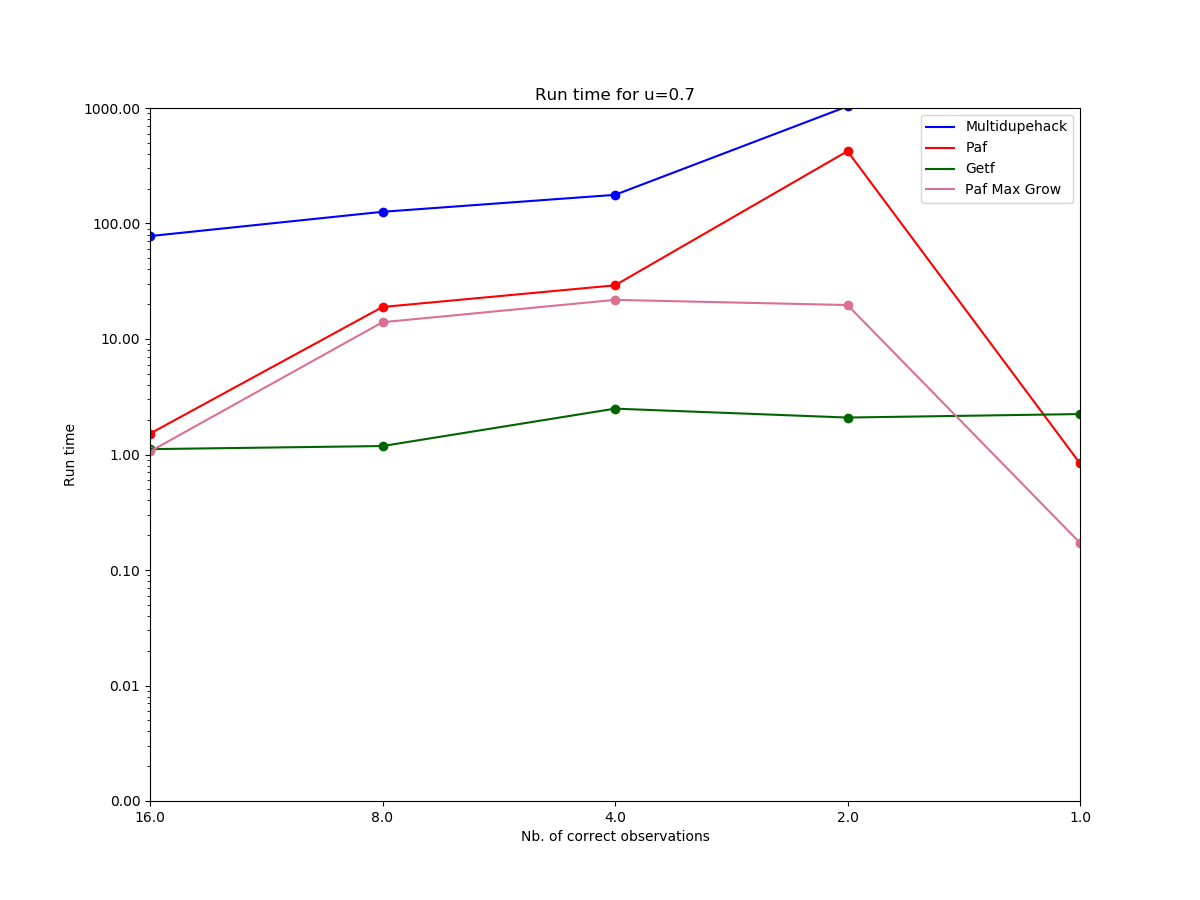 Run time for u=0.7
1000.00
100.00
10.00
1.00
0.10
0.01
0.00
Run time
Multidupehack
Paf
Getf
Paf Max Grow
16.0 8.0 4.0 2.0 1.0
Nb. of correct observations